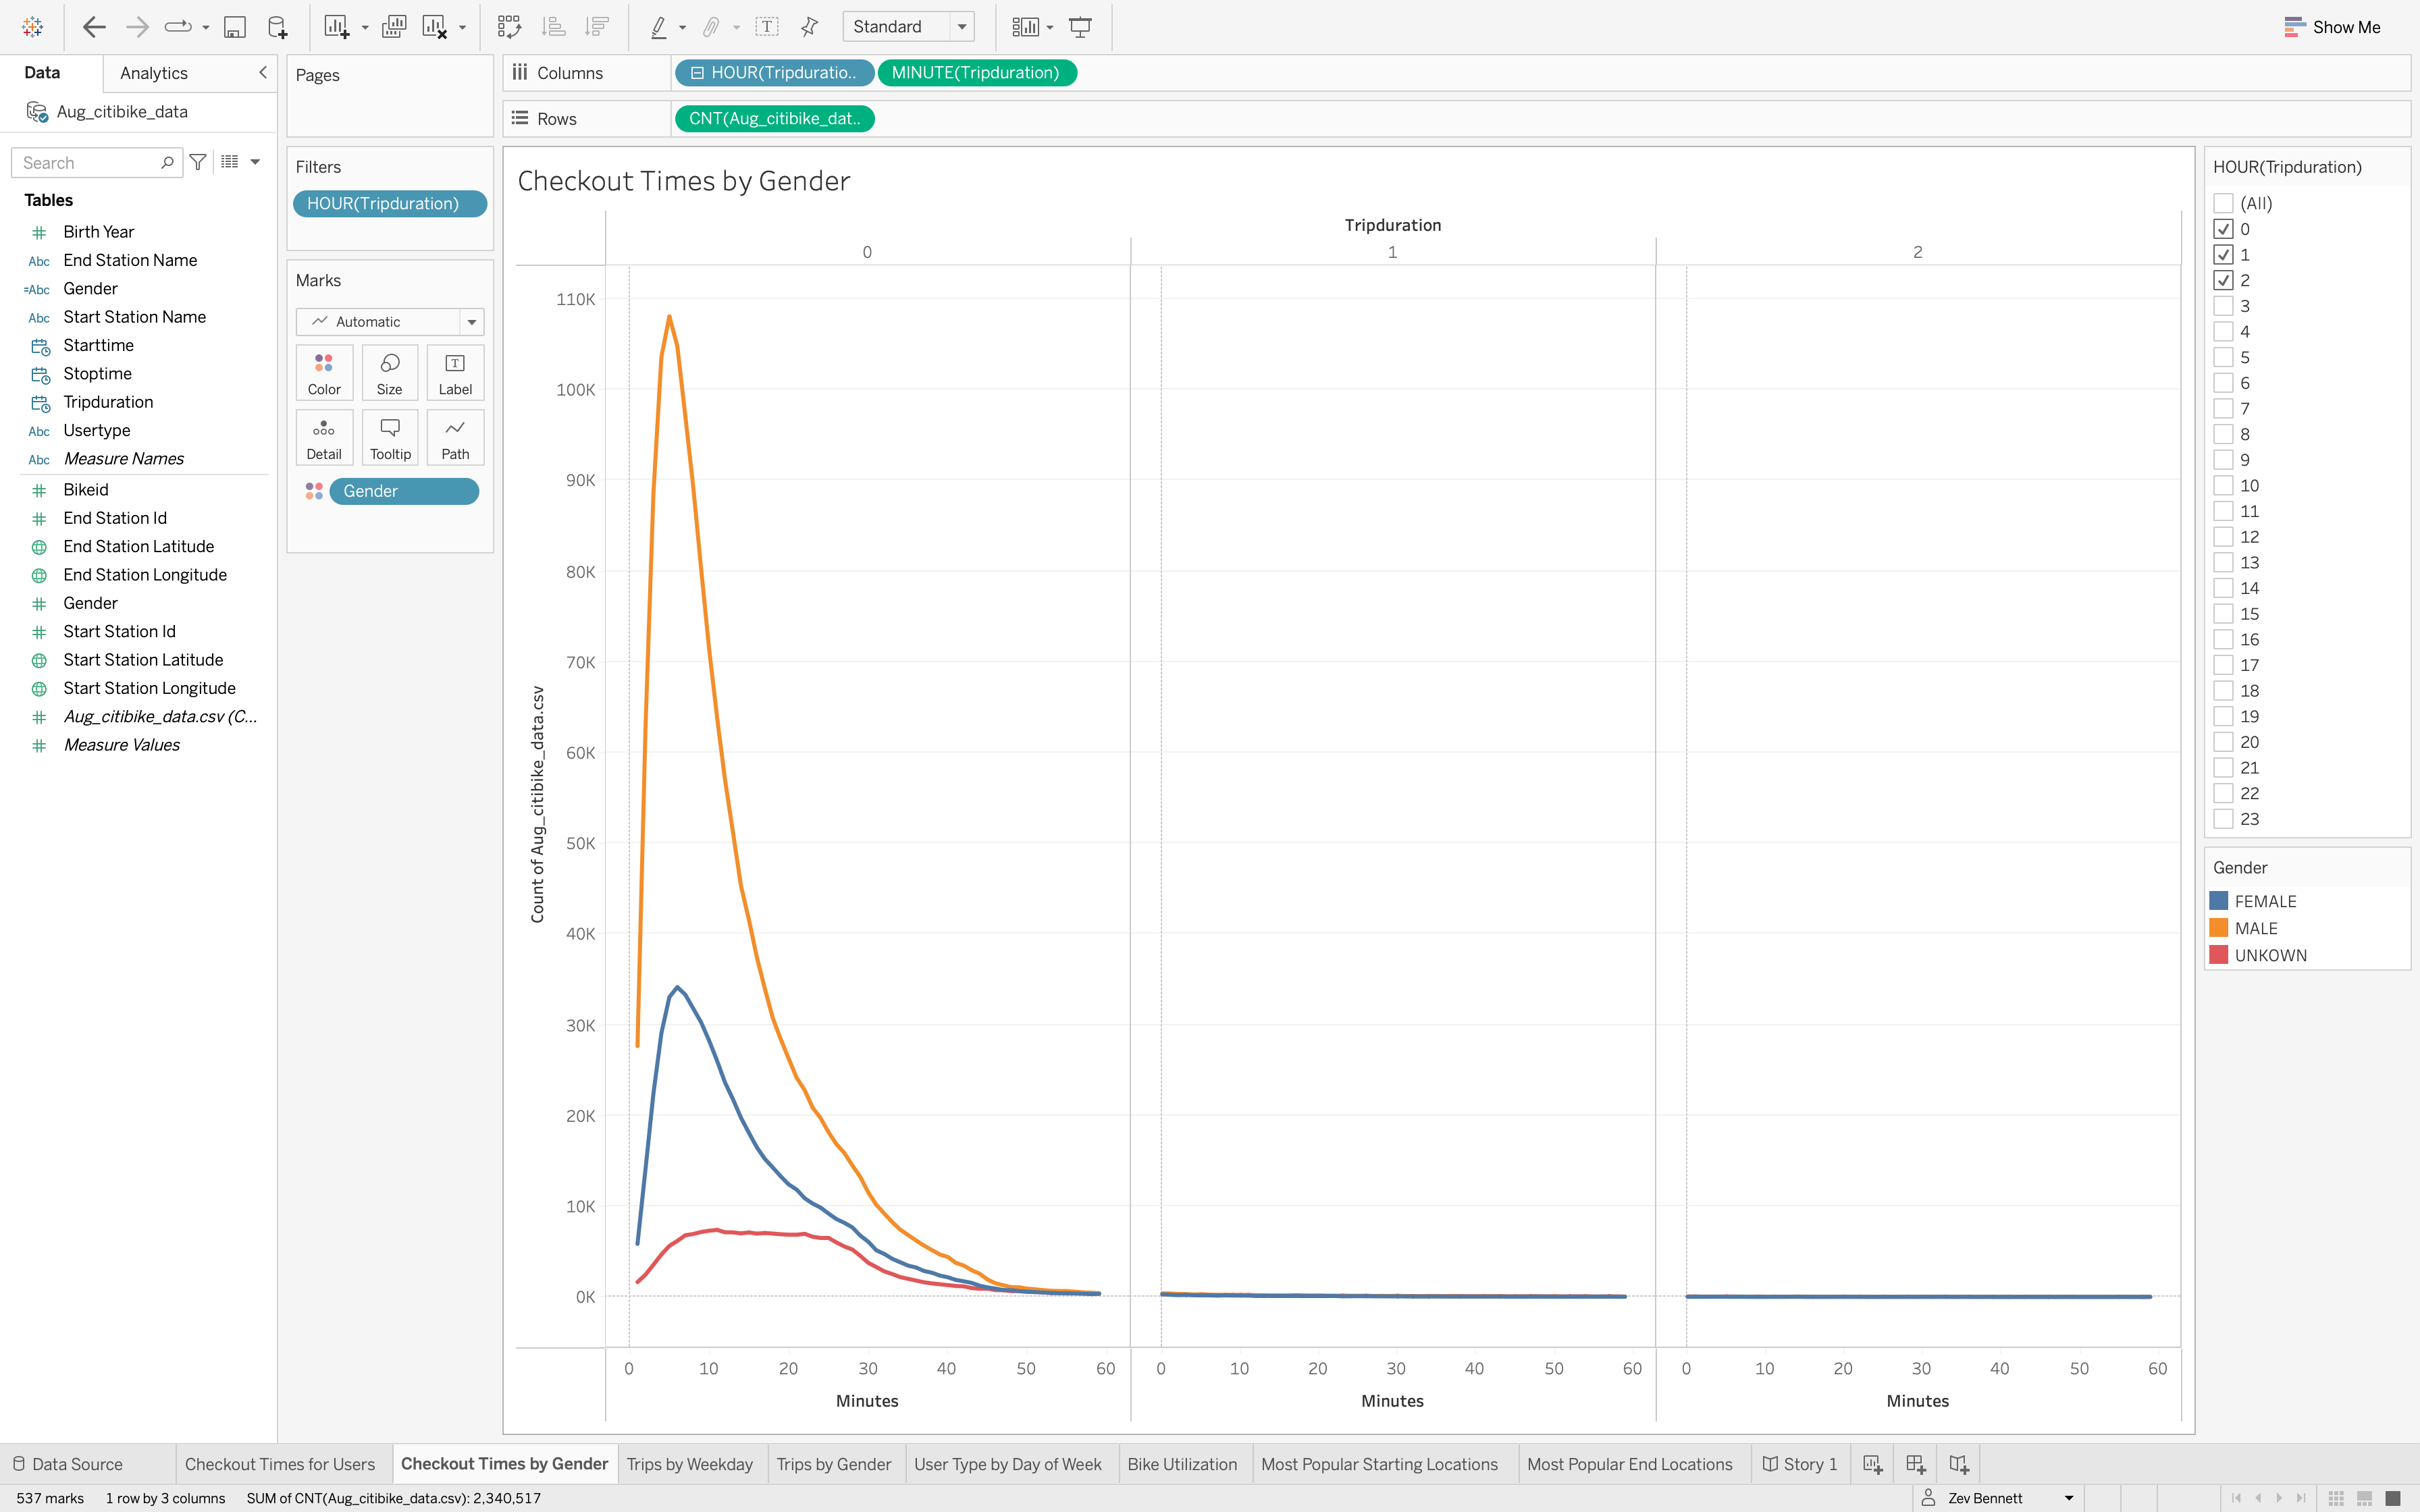 Standard
Show Me
Data
Analytics
Aug_citibike_data
Search
Tables
Birth Year
Abc End Station Name
=Abc Gender
Abc Start Station Name
Starttime
Stoptime
Tripduration
Abc Usertype
Abc Measure Names
Bikeid
End Station Id
End Station Latitude
End Station Longitude
Gender
Start Station Id
Start Station Latitude
Start Station Longitude
Aug_citibike_data.csv (C...
Measure Values
Pages
Filters
HOUR(Tripduration)
Marks
Automatic
Color Size Label
Detail Tooltip Path
Gender
Columns HOUR(Tripduratio.. MINUTE(Tripduration)
Rows CNT(Aug_citibike_dat..
Checkout Times by Gender
Tripduration
0 1 2
110K
100K
90K
80K
70K
60K
50K
40K
30K
20K
10K
0K
Count of Aug_citibike_data.csv
0 10 20 30 40 50 60 0 10 20 30 40 50 60 0 10 20 30 40 50 60
Minutes Minutes Minutes
HOUR(Tripduration)
(All)
0
1
2
3
4
5
6
7
8
9
10
11
12
13
14
15
16
17
18
19
20
21
22
23
Gender
FEMALE
MALE
UNKOWN
Data Source Checkout Times for Users Checkout Times by Gender Trips by Weekday Trips by Gender User Type by Day of Week Bike Utilization Most Popular Starting Locations Most Popular End Locations Story 1
537 marks 1 row by 3 columns SUM of CNT(Aug_citibike_data.csv): 2,340,517 Zev Bennett